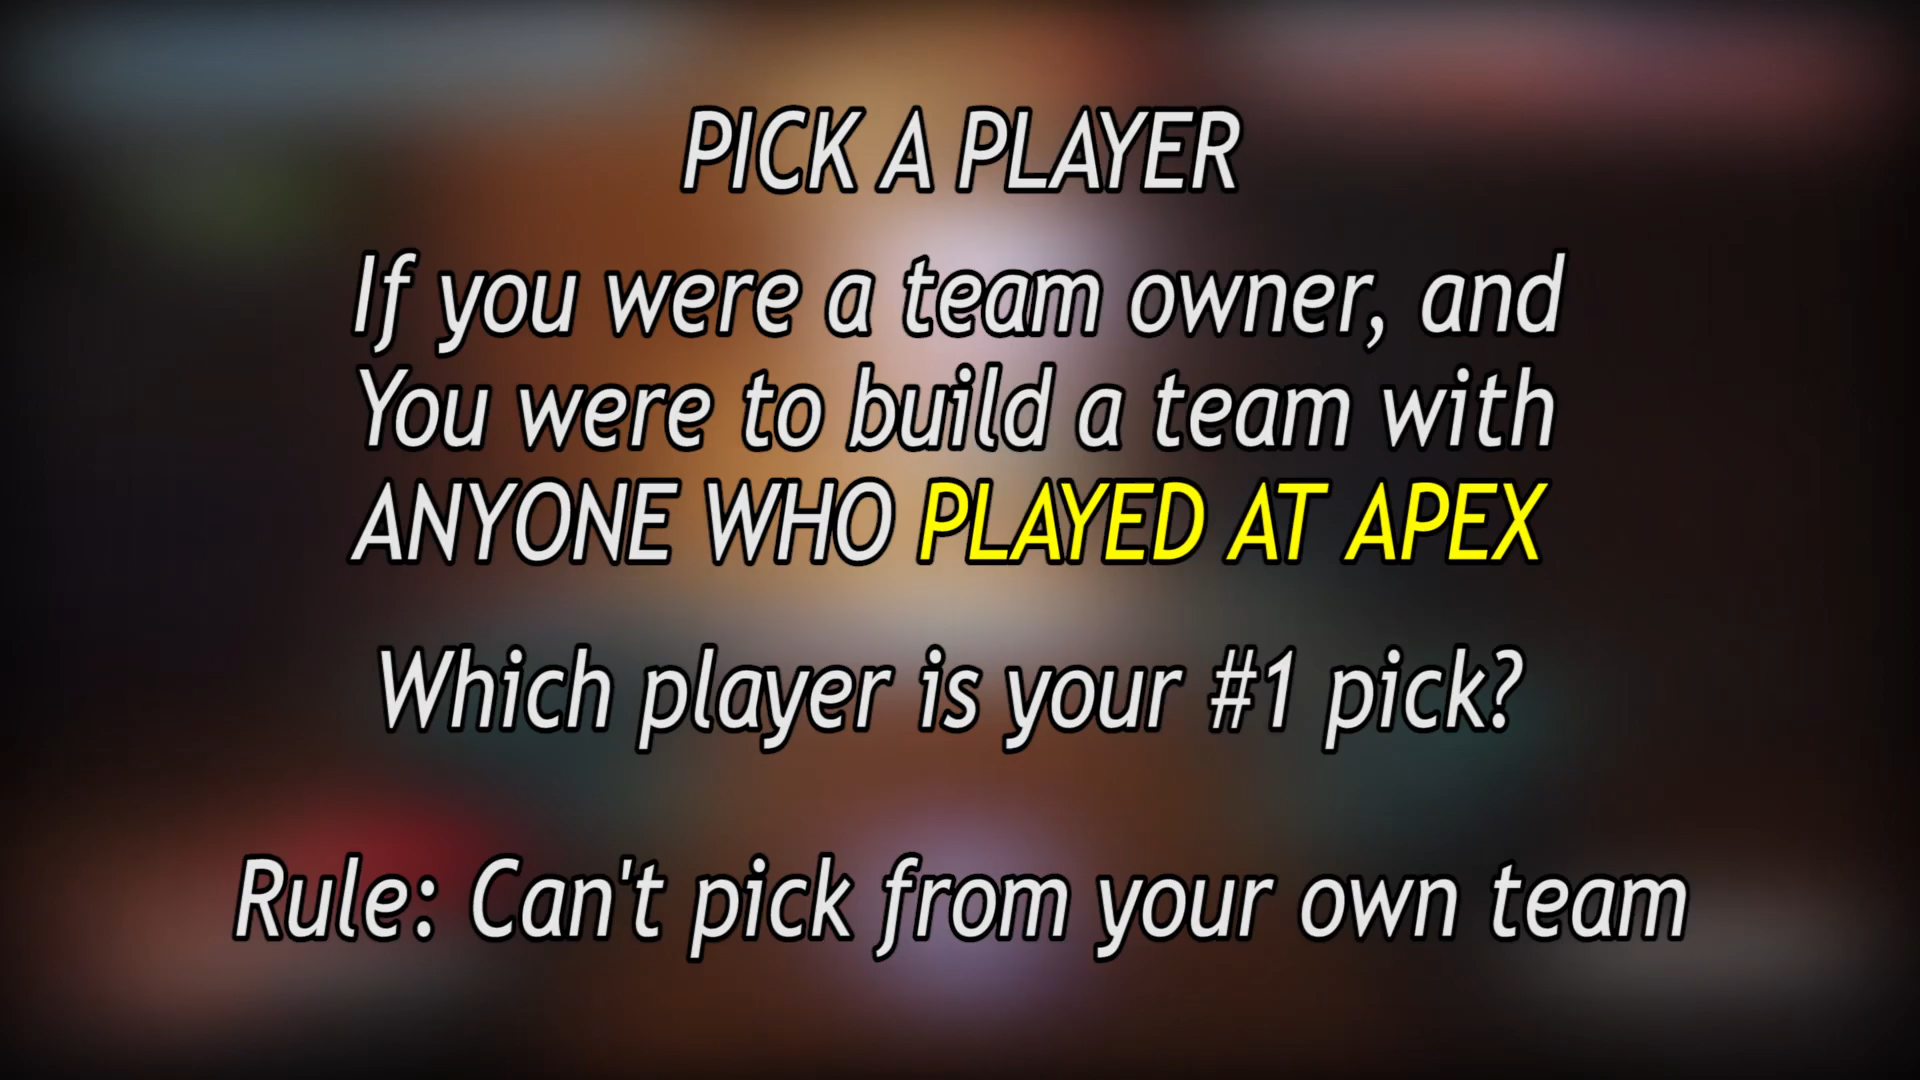 PICK A PLAYER
If you were a team owner, and
You were to build a team with
ANYONE WHO PLAYED AT APEX
Which player is your #1 pick?
Rule: Can't pick from your own team